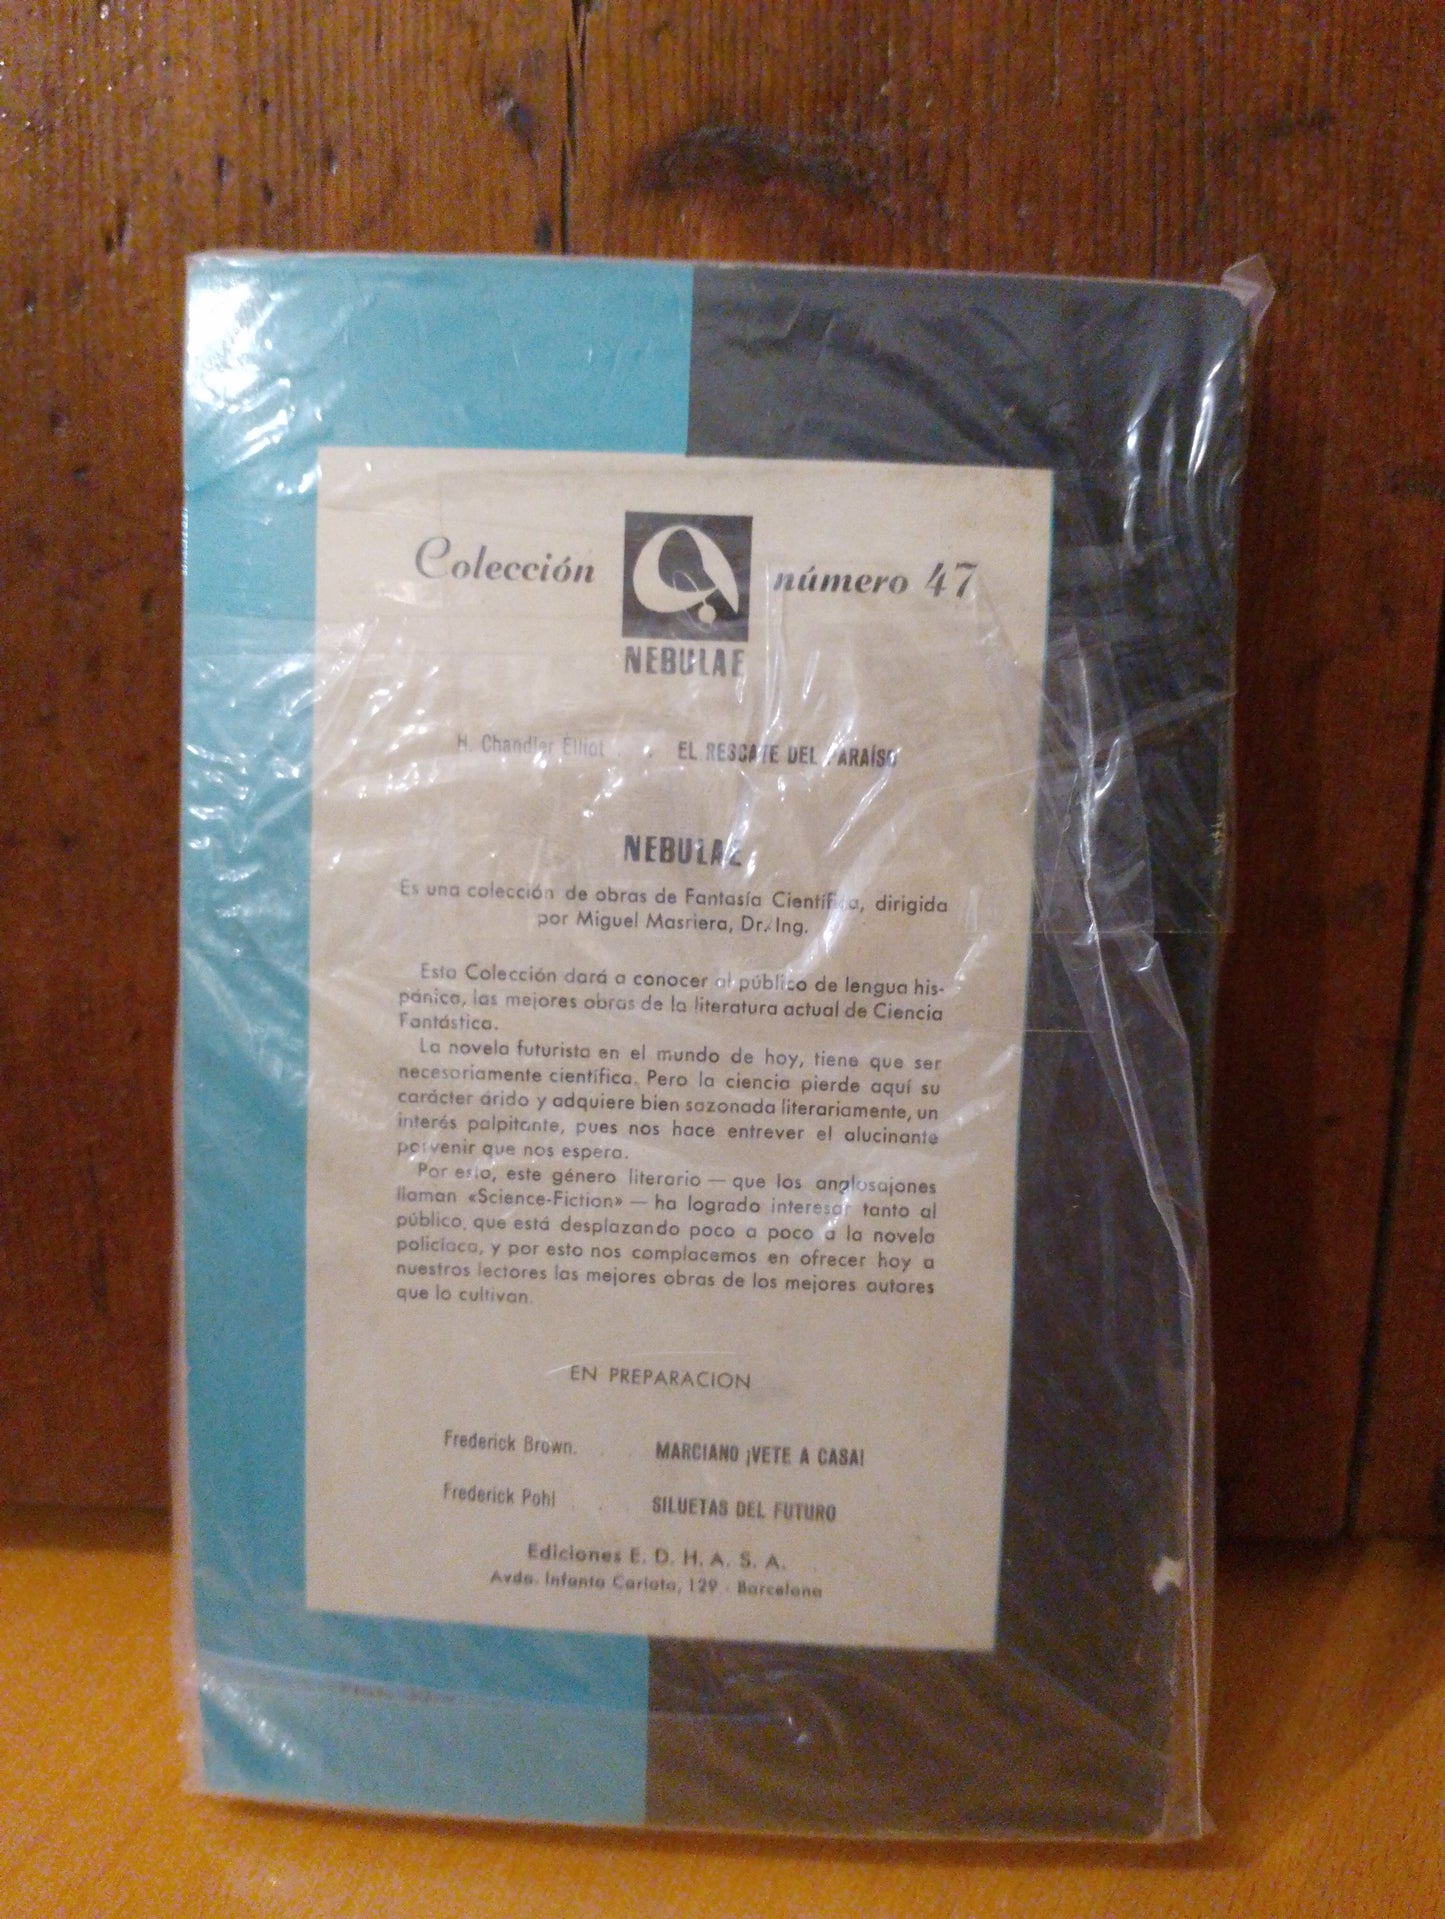 Colección número 47
NEBULAE
H. Chandler Elliot . . EL RESCATE DEL PARAÍSO
NEBULAE
Es una colección de obras de Fantasía Científica, dirigida
por Miguel Masriera, Dr. Ing.
Esta Colección dará a conocer al público de lengua his-
pánica, las mejores obras de la literatura actual de Ciencia
Fantástica.
La novela futurista en el mundo de hoy, tiene que ser
necesariamente científica. Pero la ciencia pierde aquí su
carácter árido y adquiere bien sazonada literariamente, un
interés palpitante, pues nos hace entrever el alucinante
porvenir que nos espera.
Por esto, este género literario — que los anglosajones
llaman «Science-Fiction» — ha logrado interesar tanto al
público, que está desplazando poco a poco a la novela
policíaca, y por esto nos complacemos en ofrecer hoy a
nuestros lectores las mejores obras de los mejores autores
que lo cultivan.
EN PREPARACION
Frederick Brown. . . MARCIANO ¡VETE A CASA!
Frederick Pohl . . SILUETAS DEL FUTURO
Ediciones E. D. H. A. S. A.
Avda. Infanta Carlota, 129 - Barcelona